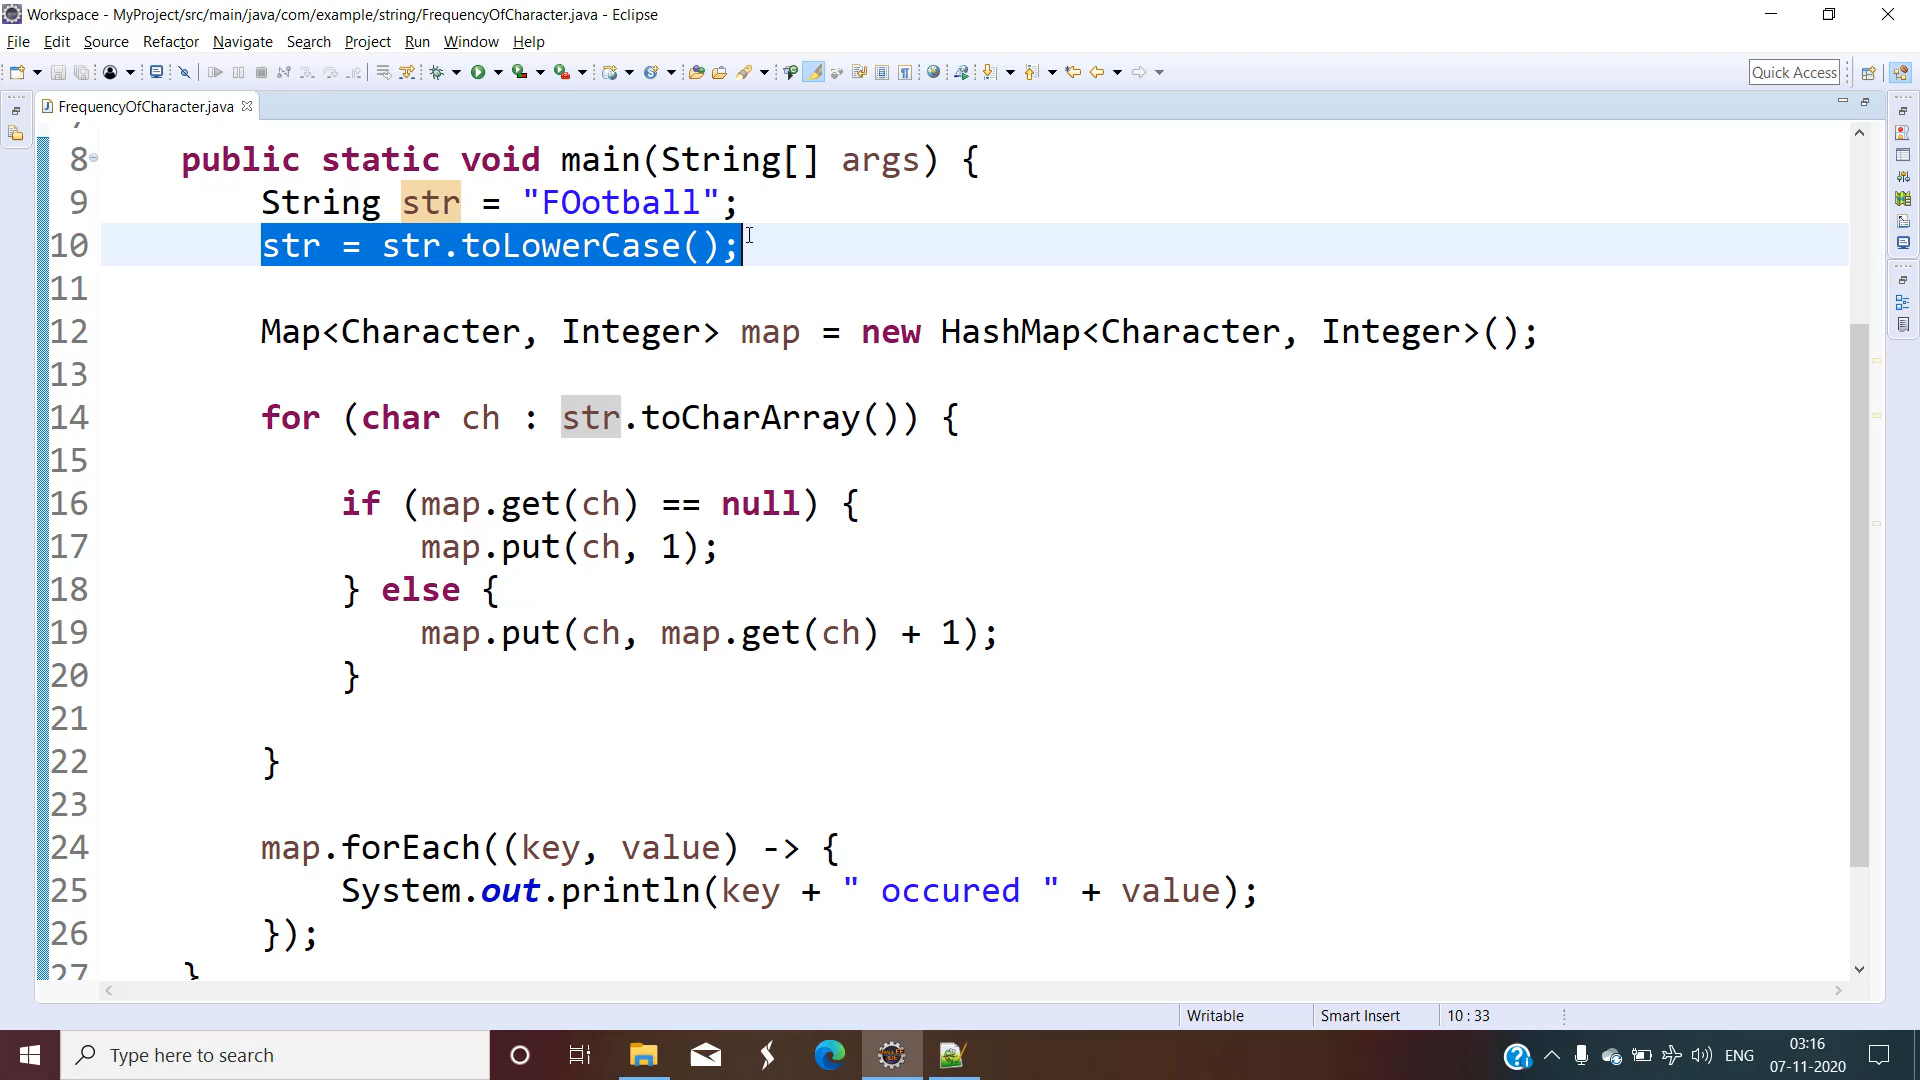 Workspace - MyProject/src/main/java/com/example/string/FrequencyOfCharacter.java - Eclipse
File Edit Source Refactor Navigate Search Project Run Window Help
Quick Access
FrequencyOfCharacter.java
8 public static void main(String[] args) {
9 String str = "FOotball";
10 str = str.toLowerCase();
11
12 Map<Character, Integer> map = new HashMap<Character, Integer>();
13
14 for (char ch : str.toCharArray()) {
15
16 if (map.get(ch) == null) {
17 map.put(ch, 1);
18 } else {
19 map.put(ch, map.get(ch) + 1);
20 }
21
22 }
23
24 map.forEach((key, value) -> {
25 System.out.println(key + " occured " + value);
26 });
27 }
Writable Smart Insert 10 : 33
Type here to search
ENG
03:16
07-11-2020